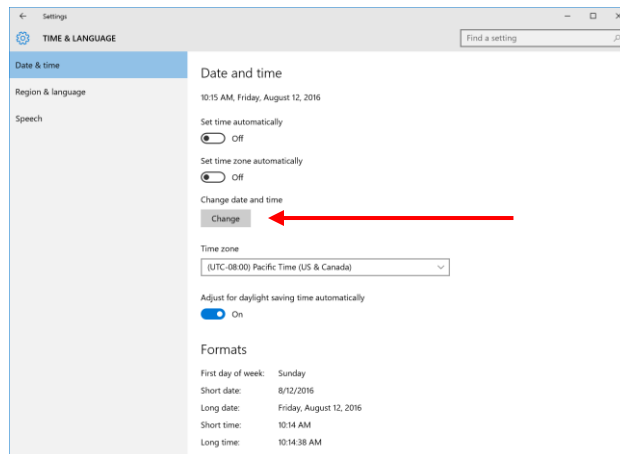 Settings
TIME & LANGUAGE
Find a setting
Date & time
Region & language
Speech
Date and time
10:15 AM, Friday, August 12, 2016
Set time automatically
Off
Set time zone automatically
Off
Change date and time
Change
Time zone
(UTC-08:00) Pacific Time (US & Canada)
Adjust for daylight saving time automatically
On
Formats
First day of week: Sunday
Short date: 8/12/2016
Long date: Friday, August 12, 2016
Short time: 10:14 AM
Long time: 10:14:38 AM